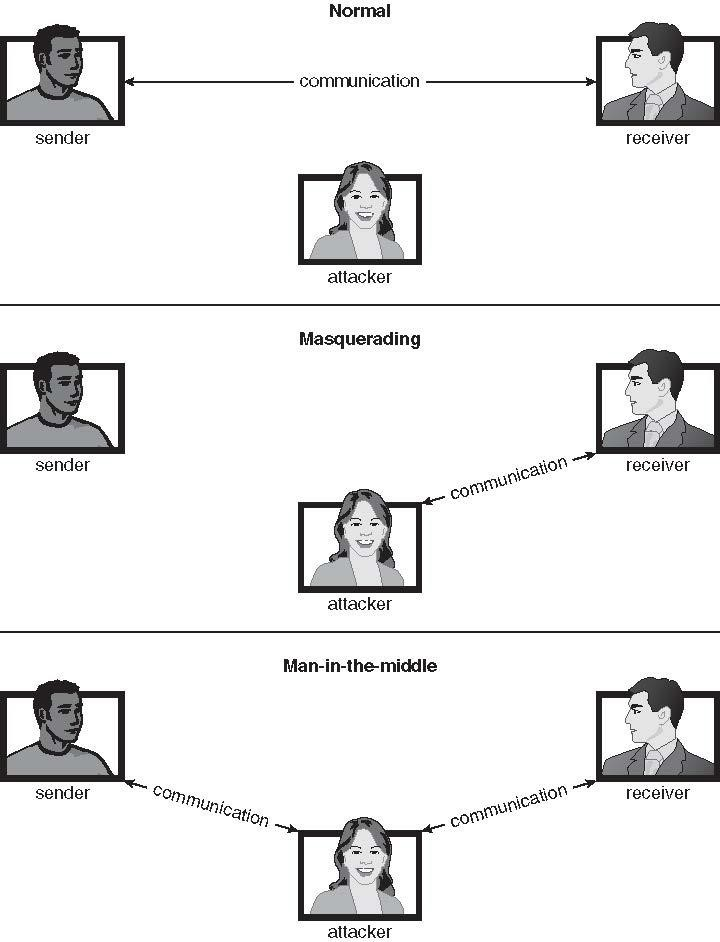 Normal
communication
sender
receiver
attacker
Masquerading
sender
receiver
communication
attacker
Man-in-the-middle
sender
communication
communication
receiver
attacker